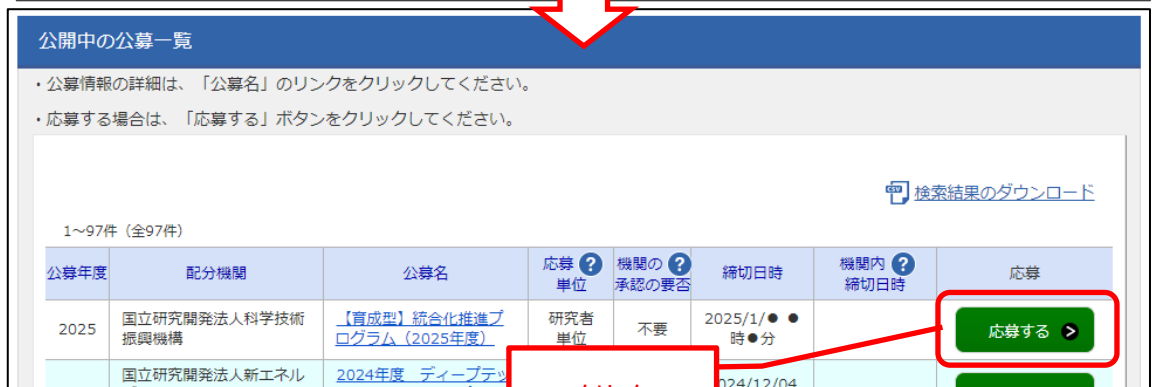 公開中の公募一覧
・公募情報の詳細は、「公募名」のリンクをクリックしてください。
・応募する場合は、「応募する」ボタンをクリックしてください。
CSV 検索結果のダウンロード
1~97件 (全97件)
公募年度 配分機関 公募名 応募 ? 単位 機関の ? 承認の要否 締切日時 機関内 ? 締切日時 応募
2025 国立研究開発法人科学技術 【育成型】統合化推進プ 研究者 不要 2025/1/● ● 応募する
振興機構 ログラム（2025年度） 単位 時●分
国立研究開発法人新エネル 2024年度 ディープテッ 2024/12/04